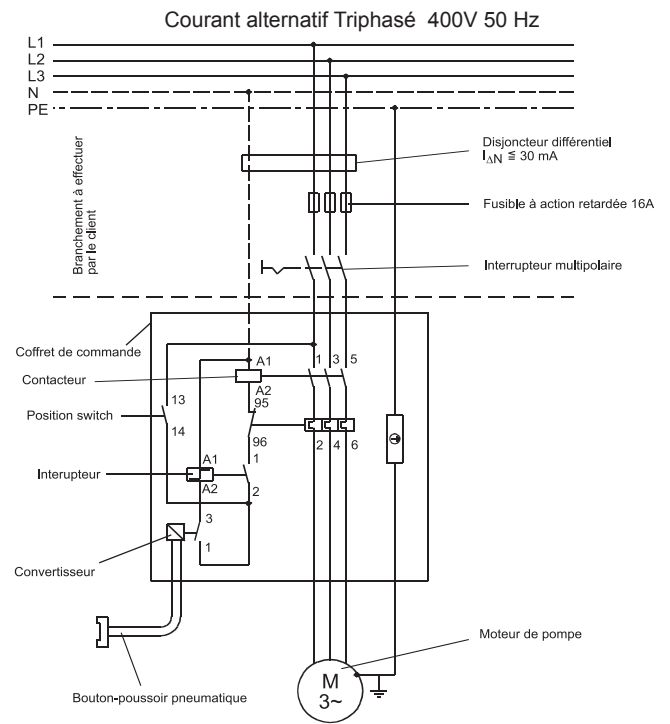 Courant alternatif Triphasé 400V 50 Hz
L1
L2
L3
N
PE
Disjoncteur différentiel
I∆N ≦ 30 mA
Branchement à effectuer
par le client
Fusible à action retardée 16A
Interrupteur multipolaire
Coffret de commande
A1
1 3 5
Contacteur
A2
13
95
Position switch
14
96
2 4 6
A1
1
Interupteur
A2
2
3
1
Convertisseur
Moteur de pompe
M
3~
Bouton-poussoir pneumatique